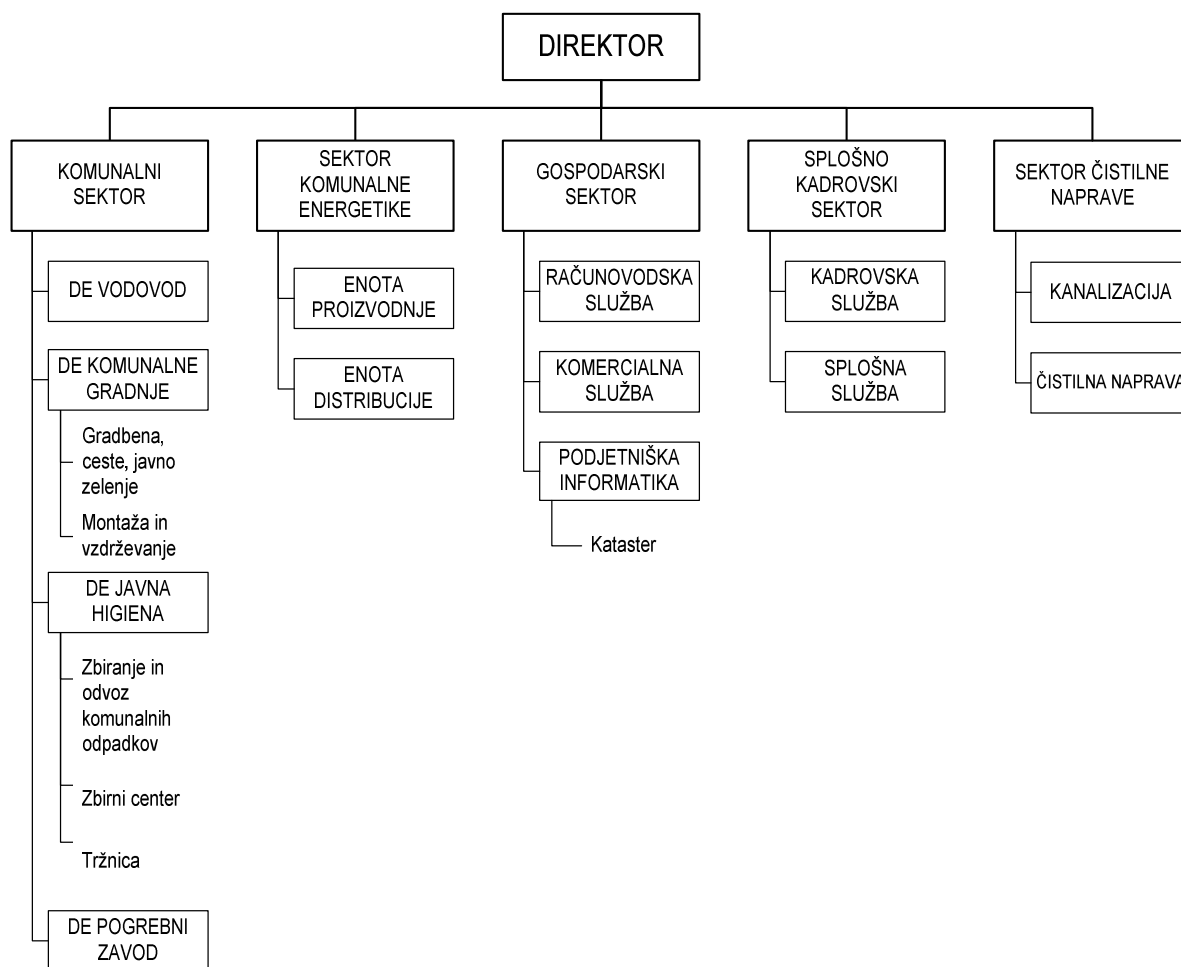 DIREKTOR
KOMUNALNI
SEKTOR
DE VODOVOD
DE KOMUNALNE
GRADNJE
Gradbena,
ceste, javno
zelenje
Montaža in
vzdrževanje
DE JAVNA
HIGIENA
Zbiranje in
odvoz
komunalnih
odpadkov
Zbirni center
Tržnica
DE POGREBNI
ZAVOD
SEKTOR
KOMUNALNE
ENERGETIKE
ENOTA
PROIZVODNJE
ENOTA
DISTRIBUCIJE
GOSPODARSKI
SEKTOR
RAČUNOVODSKA
SLUŽBA
KOMERCIALNA
SLUŽBA
PODJETNIŠKA
INFORMATIKA
Kataster
SPLOŠNO
KADROVSKI
SEKTOR
KADROVSKA
SLUŽBA
SPLOŠNA
SLUŽBA
SEKTOR ČISTILNE
NAPRAVE
KANALIZACIJA
ČISTILNA NAPRAVA